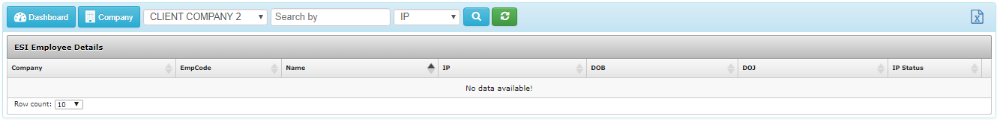 Dashboard Company CLIENT COMPANY 2 Search by IP
ESI Employee Details
Company EmpCode Name IP DOB DOJ IP Status
No data available!
Row count: 10